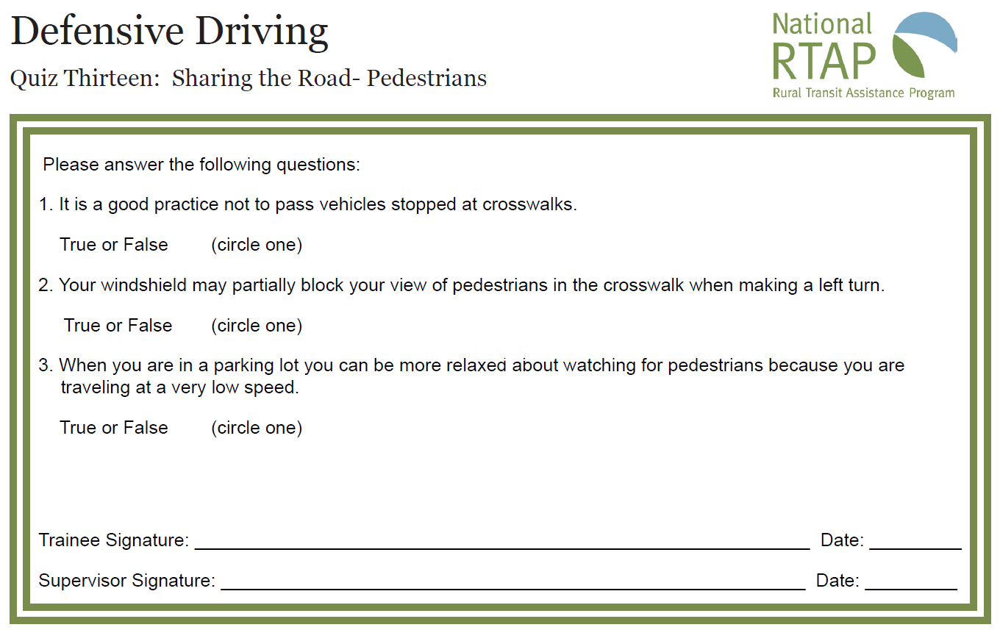 Defensive Driving
Quiz Thirteen:  Sharing the Road- Pedestrians
National
RTAP
Rural Transit Assistance Program
Please answer the following questions:
1. It is a good practice not to pass vehicles stopped at crosswalks.
True or False (circle one)
2. Your windshield may partially block your view of pedestrians in the crosswalk when making a left turn.
True or False (circle one)
3. When you are in a parking lot you can be more relaxed about watching for pedestrians because you are
traveling at a very low speed.
True or False (circle one)
Trainee Signature: ____________ Date: ____
Supervisor Signature: ____________ Date: ____